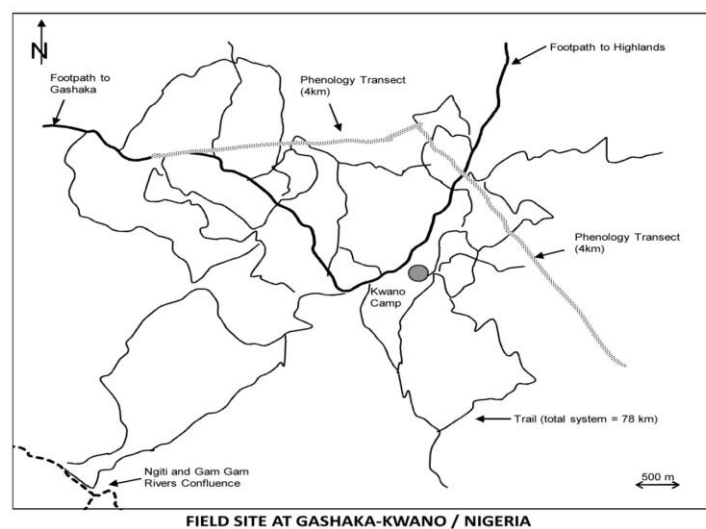 N
Footpath to Highlands
Footpath to
Gashaka
Phenology Transect
(4km)
Phenology Transect
(4km)
Kwano
Camp
Trail (total system = 78 km)
Ngiti and Gam Gam
Rivers Confluence
500 m
FIELD SITE AT GASHAKA-KWANO / NIGERIA